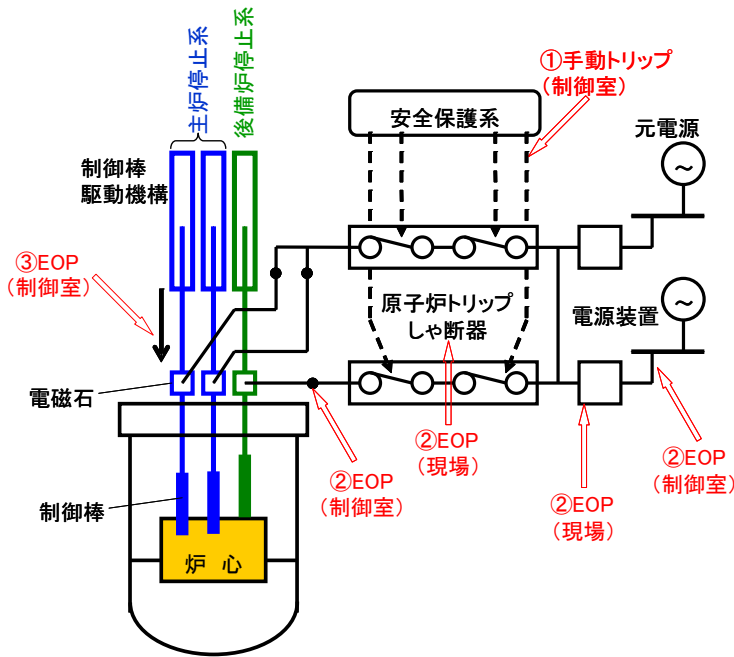 主炉停止系
後備炉停止系
①手動トリップ
（制御室）
安全保護系
元電源
～
制御棒
駆動機構
③EOP
（制御室）
原子炉トリップ
しゃ断器
電源装置
～
電磁石
②EOP
（現場）
②EOP
（制御室）
②EOP
（制御室）
②EOP
（現場）
制御棒
炉 心